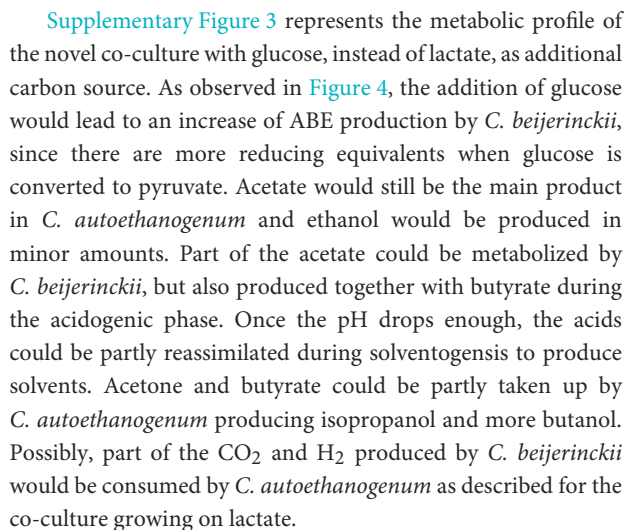 Supplementary Figure 3 represents the metabolic profile of
the novel co-culture with glucose, instead of lactate, as additional
carbon source. As observed in Figure 4, the addition of glucose
would lead to an increase of ABE production by C. beijerinckii,
since there are more reducing equivalents when glucose is
converted to pyruvate. Acetate would still be the main product
in C. autoethanogenum and ethanol would be produced in
minor amounts. Part of the acetate could be metabolized by
C. beijerinckii, but also produced together with butyrate during
the acidogenic phase. Once the pH drops enough, the acids
could be partly reassimilated during solventogensis to produce
solvents. Acetone and butyrate could be partly taken up by
C. autoethanogenum producing isopropanol and more butanol.
Possibly, part of the CO2 and H2 produced by C. beijerinckii
would be consumed by C. autoethanogenum as described for the
co-culture growing on lactate.